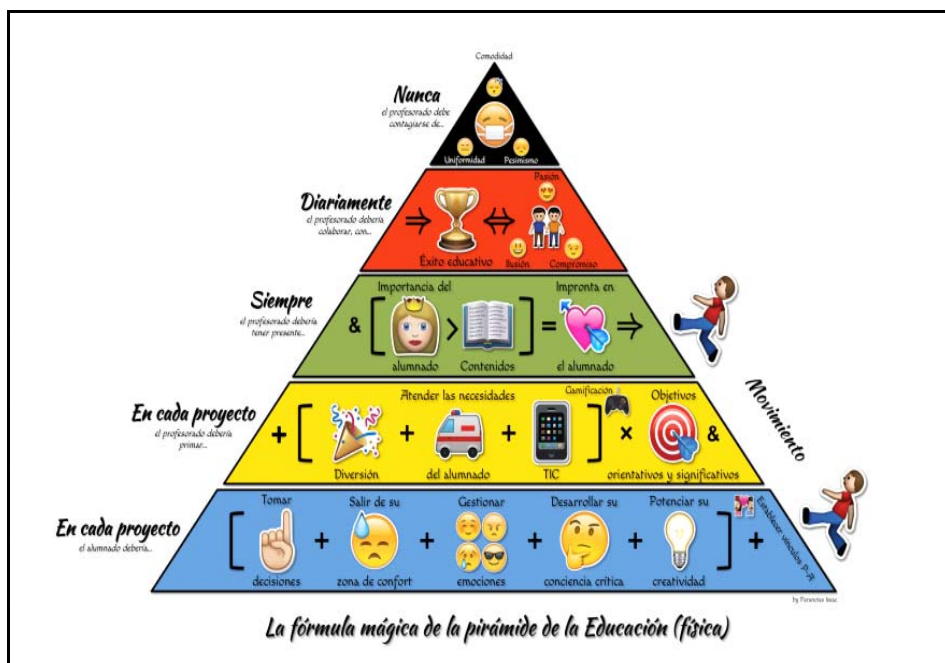 Comodidad
Nunca
el profesorado debe
contagiarse de...
Uniformidad Pesimismo
Diariamente
el profesorado debería
colaborar, con...
Pasión
Éxito educativo
Ilusión Compromiso
Siempre
el profesorado debería
tener presente...
Importancia del Impronta en
& [ > ] = ⇒
alumnado Contenidos el alumnado
Movimiento
En cada proyecto
el profesorado debería
primar...
Atender las necesidades Gamificación Objetivos
+ [ + + ] × &
Diversión del alumnado TIC orientativos y significativos
En cada proyecto
el alumnado debería...
Tomar Salir de su Gestionar Desarrollar su Potenciar su
[ + + + + ] +
decisiones zona de confort emociones conciencia crítica creatividad
Establecer vínculos P-A
La fórmula mágica de la pirámide de la Educación (física)